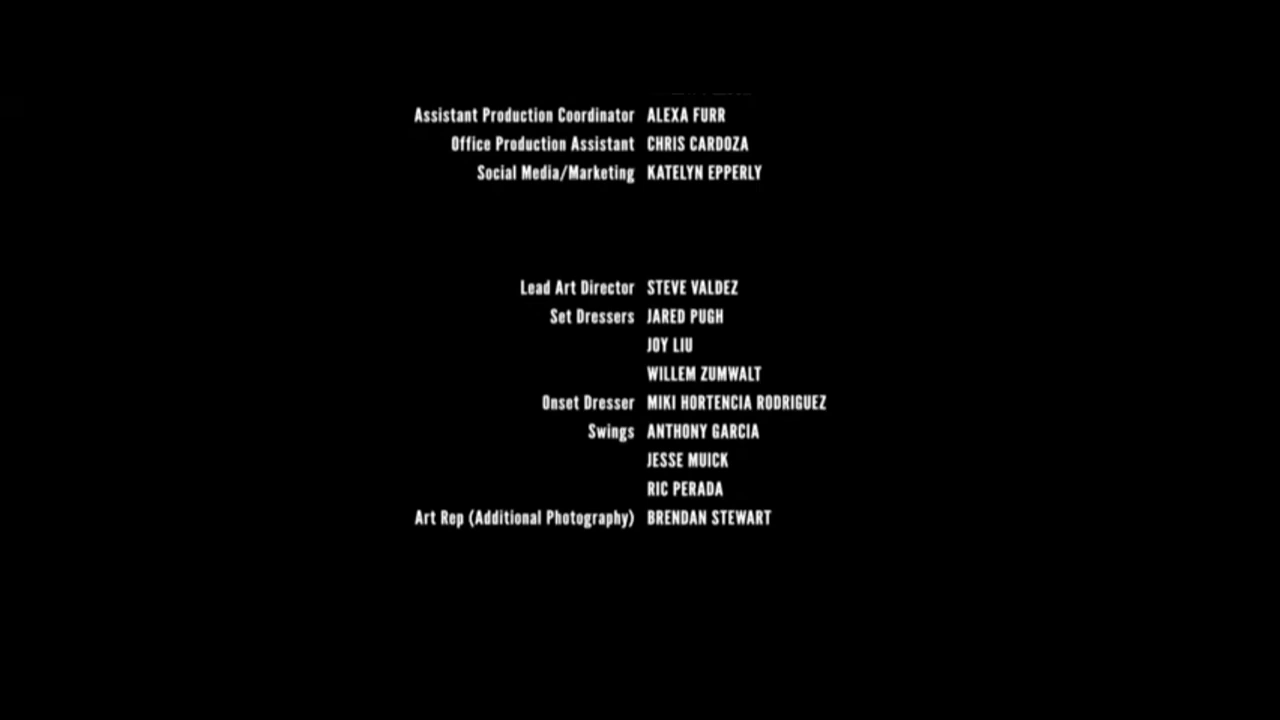 Assistant Production Coordinator ALEXA FURR
Office Production Assistant CHRIS CARDOZA
Social Media/Marketing KATELYN EPPERLY
Lead Art Director STEVE VALDEZ
Set Dressers JARED PUGH
JOY LIU
WILLEM ZUMWALT
Onset Dresser MIKI HORTENCIA RODRIGUEZ
Swings ANTHONY GARCIA
JESSE MUICK
RIC PERADA
Art Rep (Additional Photography) BRENDAN STEWART